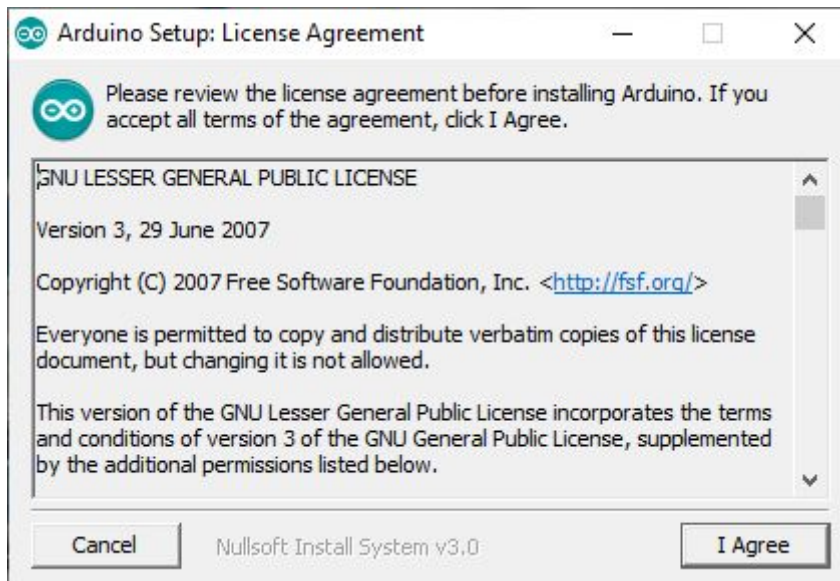 Arduino Setup: License Agreement
Please review the license agreement before installing Arduino. If you
accept all terms of the agreement, click I Agree.
GNU LESSER GENERAL PUBLIC LICENSE
Version 3, 29 June 2007
Copyright (C) 2007 Free Software Foundation, Inc. <http://fsf.org/>
Everyone is permitted to copy and distribute verbatim copies of this license
document, but changing it is not allowed.
This version of the GNU Lesser General Public License incorporates the terms
and conditions of version 3 of the GNU General Public License, supplemented
by the additional permissions listed below.
Cancel
Nullsoft Install System v3.0
I Agree